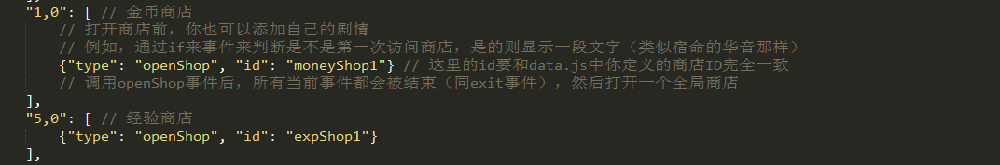 "1,0": [ // 金币商店
// 打开商店前，你也可以添加自己的剧情
// 例如，通过if来事件来判断是不是第一次访问商店，是的则显示一段文字（类似宿命的华音那样）
{"type": "openShop", "id": "moneyShop1"} // 这里的id要和data.js中你定义的商店ID完全一致
// 调用openShop事件后，所有当前事件都会被结束（同exit事件），然后打开一个全局商店
],
"5,0": [ // 经验商店
{"type": "openShop", "id": "expShop1"}
],